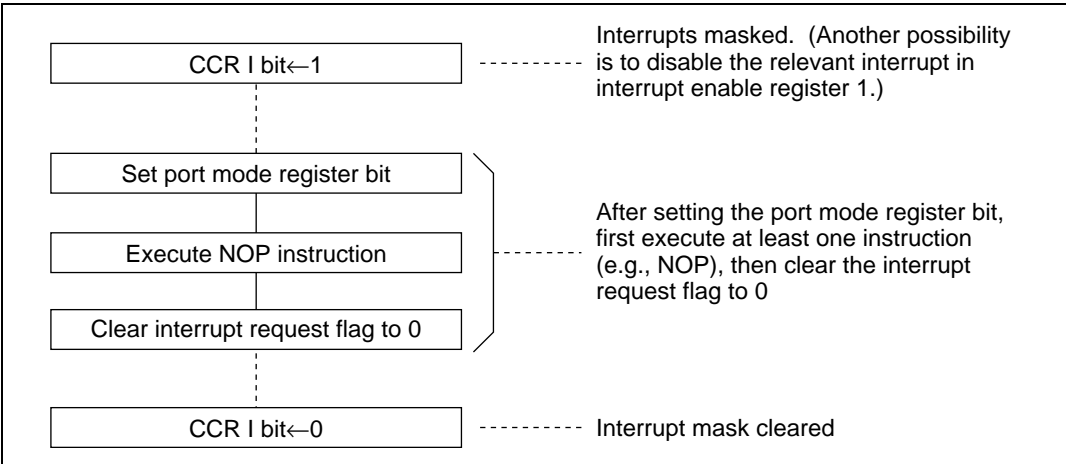 CCR I bit←1
Interrupts masked. (Another possibility
is to disable the relevant interrupt in
interrupt enable register 1.)
Set port mode register bit
Execute NOP instruction
Clear interrupt request flag to 0
After setting the port mode register bit,
first execute at least one instruction
(e.g., NOP), then clear the interrupt
request flag to 0
CCR I bit←0
Interrupt mask cleared